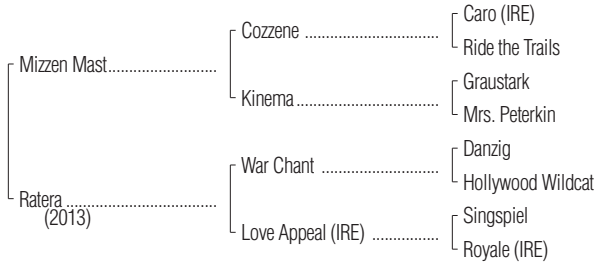 Caro (IRE)
Cozzene
Ride the Trails
Mizzen Mast
Graustark
Kinema
Mrs. Peterkin
Danzig
War Chant
Hollywood Wildcat
Ratera
(2013)
Singspiel
Love Appeal (IRE)
Royale (IRE)